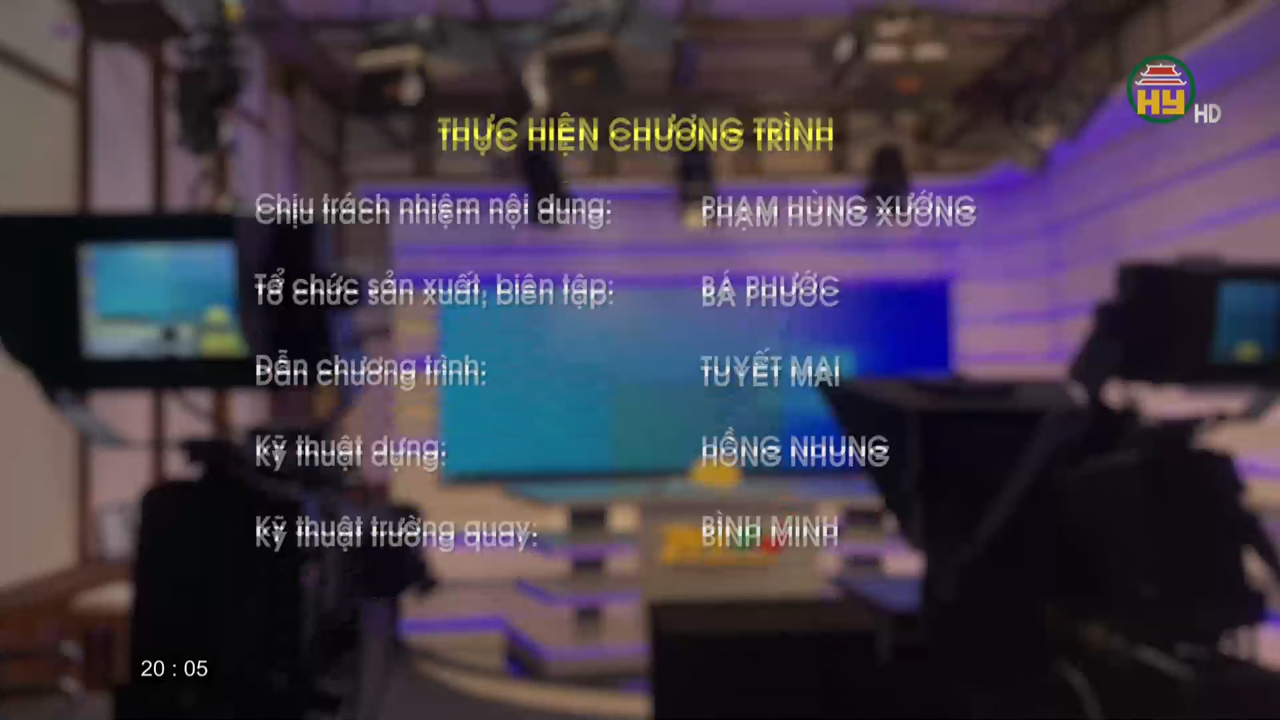 HY HD
THỰC HIỆN CHƯƠNG TRÌNH
Chịu trách nhiệm nội dung: PHẠM HÙNG XƯỚNG
Tổ chức sản xuất, biên tập: BÁ PHƯỚC
Dẫn chương trình: TUYẾT MAI
Kỹ thuật dựng: HỒNG NHUNG
Kỹ thuật trường quay: BÌNH MINH
20 : 05